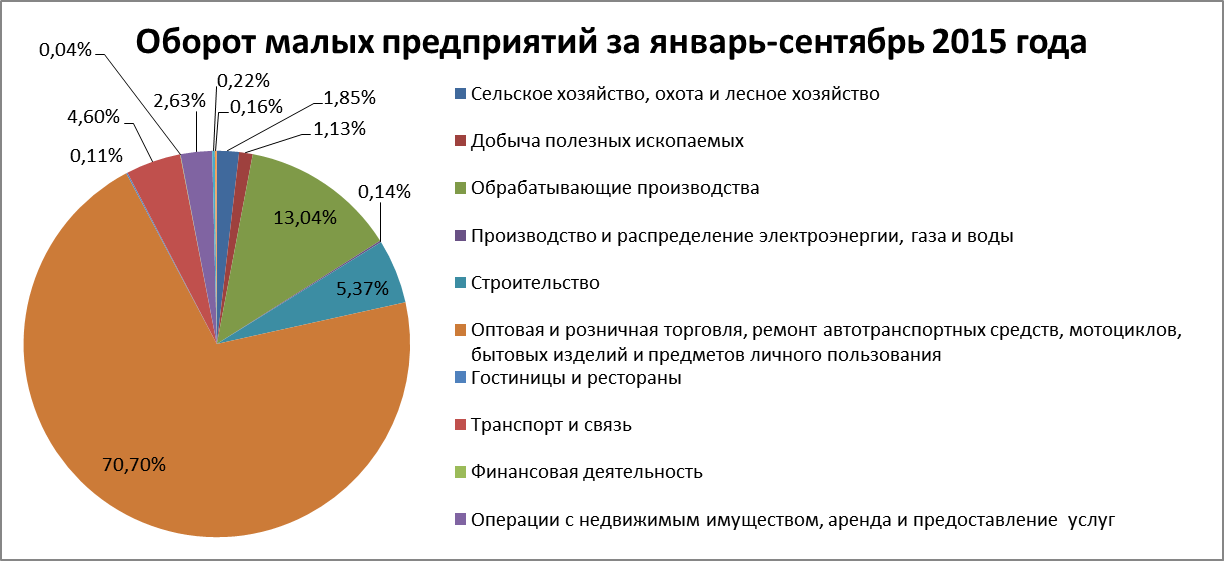 Оборот малых предприятий за январь-сентябрь 2015 года
0,04%
0,22%
2,63%
0,16%
1,85%
4,60%
1,13%
0,11%
0,14%
13,04%
5,37%
70,70%
Сельское хозяйство, охота и лесное хозяйство
Добыча полезных ископаемых
Обрабатывающие производства
Производство и распределение электроэнергии, газа и воды
Строительство
Оптовая и розничная торговля, ремонт автотранспортных средств, мотоциклов,
бытовых изделий и предметов личного пользования
Гостиницы и рестораны
Транспорт и связь
Финансовая деятельность
Операции с недвижимым имуществом, аренда и предоставление  услуг